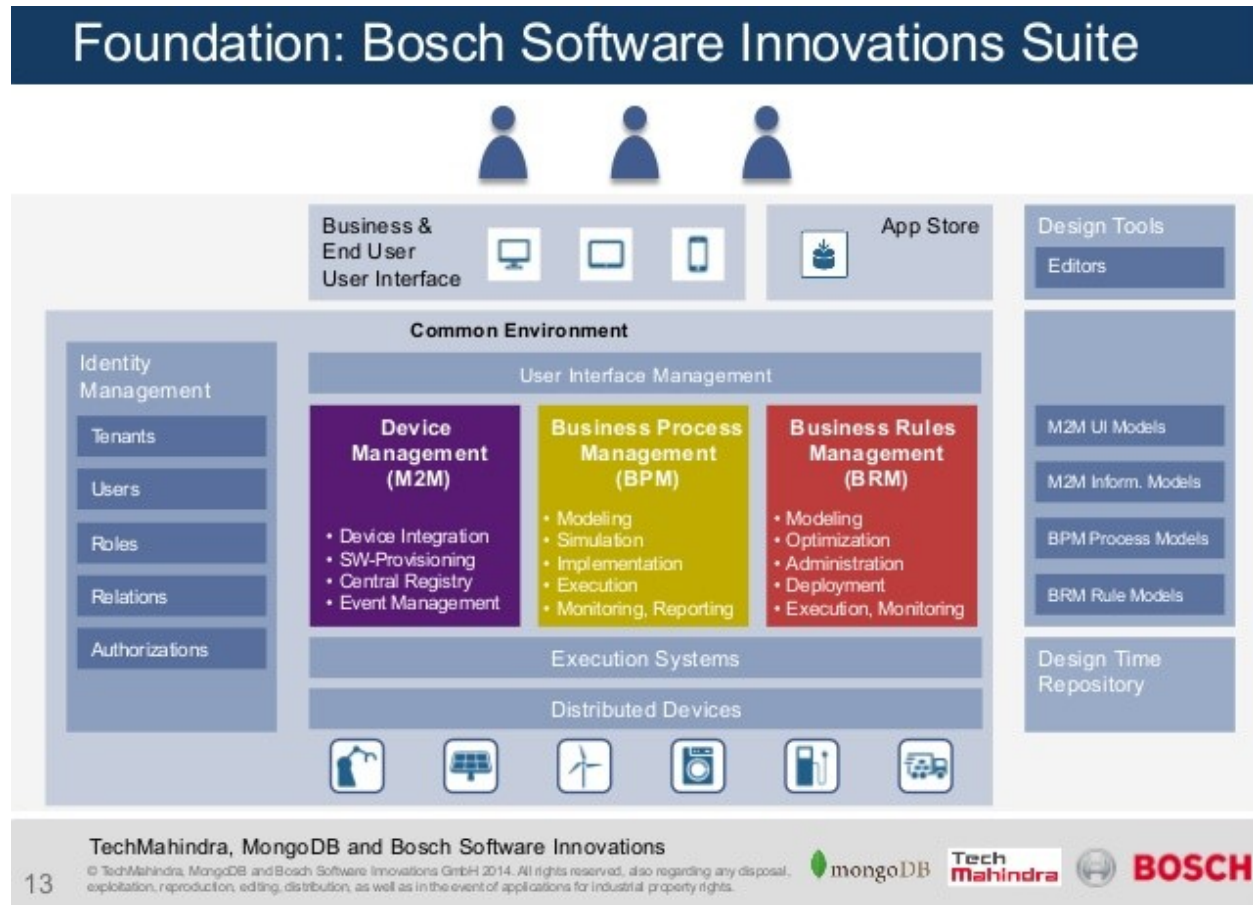 Foundation: Bosch Software Innovations Suite
Business &
End User
User Interface
App Store
Design Tools
Editors
Common Environment
Identity
Management
Tenants
Users
Roles
Relations
Authorizations
User Interface Management
Device
Management
(M2M)
• Device Integration
• SW-Provisioning
• Central Registry
• Event Management
Business Process
Management
(BPM)
• Modeling
• Simulation
• Implementation
• Execution
• Monitoring, Reporting
Business Rules
Management
(BRM)
• Modeling
• Optimization
• Administration
• Deployment
• Execution, Monitoring
M2M UI Models
M2M Inform. Models
BPM Process Models
BRM Rule Models
Execution Systems
Distributed Devices
Design Time
Repository
TechMahindra, MongoDB and Bosch Software Innovations
© TechMahindra, MongoDB and Bosch Software Innovations GmbH 2014. All rights reserved, also regarding any disposal,
exploitation, reproduction, editing, distribution, as well as in the event of applications for industrial property rights.
13
mongoDB
Tech
Mahindra
BOSCH